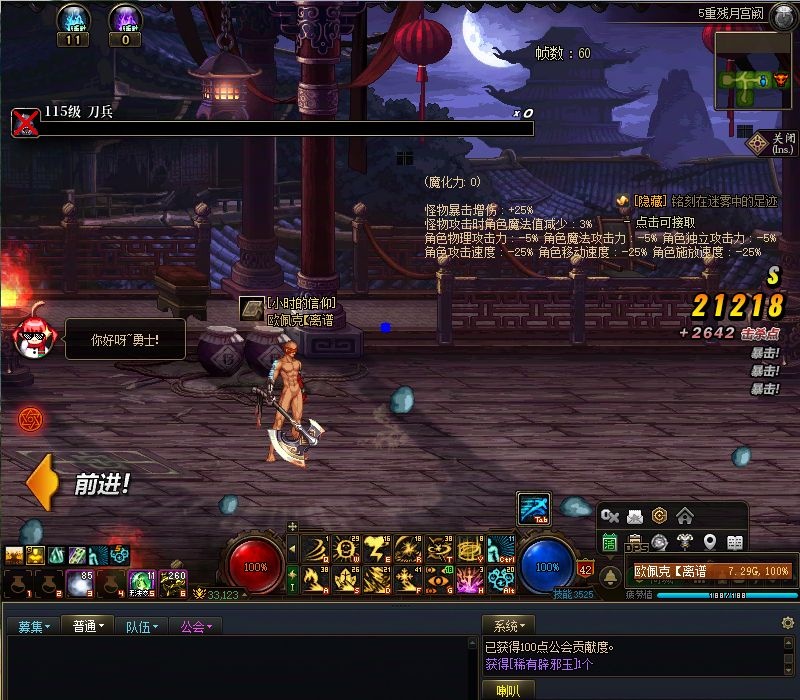 5重残月宫阙
11
0
帧数：60
115级 刀兵
x0
关闭
(Ins.)
(魔化力: 0)
[隐藏] 铭刻在迷雾中的足迹
怪物暴击增伤：+25%
怪物攻击时角色魔法值减少：3%
点击可接取
角色物理攻击力：-5% 角色魔法攻击力：-5% 角色独立攻击力：-5%
角色攻击速度：-25% 角色移动速度：-25% 角色施放速度：-25%
S
21218
+2642 击杀点
暴击!
暴击!
暴击!
[小时的信仰]
欧佩克【离谱
你好呀~勇士!
前进!
Tab
DPS
100%
100%
42
85
11
260
33,123
技能 3525
欧佩克【离谱 7.29G, 100%
疲劳值
188/188
募集
普通
队伍
公会
系统
已获得100点公会贡献度。
获得[稀有辟邪玉]1个
喇叭